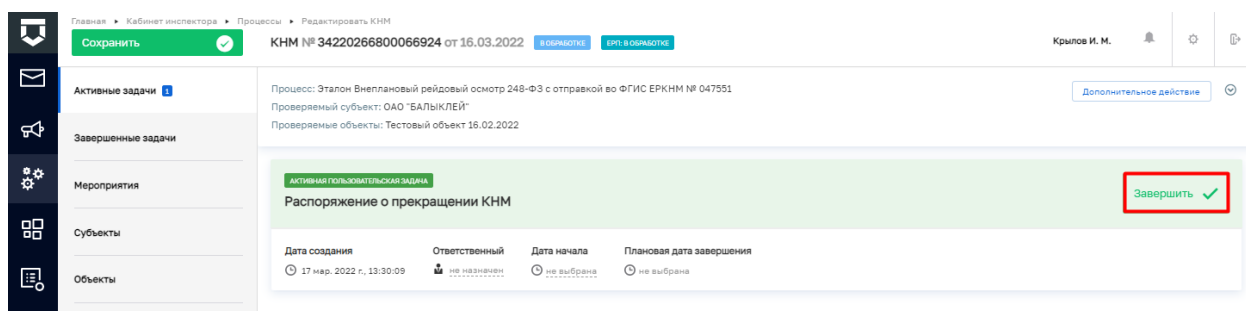 Главная ▸ Кабинет инспектора ▸ Процессы ▸ Редактировать КНМ
Сохранить
КНМ № 34220266800066924 от 16.03.2022 В ОБРАБОТКЕ ЕРП: В ОБРАБОТКЕ
Крылов И. М.
Активные задачи 1
Завершенные задачи
Мероприятия
Субъекты
Объекты
Процесс: Эталон Внеплановый рейдовый осмотр 248-ФЗ с отправкой во ФГИС ЕРКНМ № 047551
Проверяемый субъект: ОАО "БАЛЫКЛЕЙ"
Проверяемые объекты: Тестовый объект 16.02.2022
Дополнительное действие
АКТИВНАЯ ПОЛЬЗОВАТЕЛЬСКАЯ ЗАДАЧА
Распоряжение о прекращении КНМ
Завершить
Дата создания Ответственный Дата начала Плановая дата завершения
17 мар. 2022 г., 13:30:09 не назначен не выбрана не выбрана